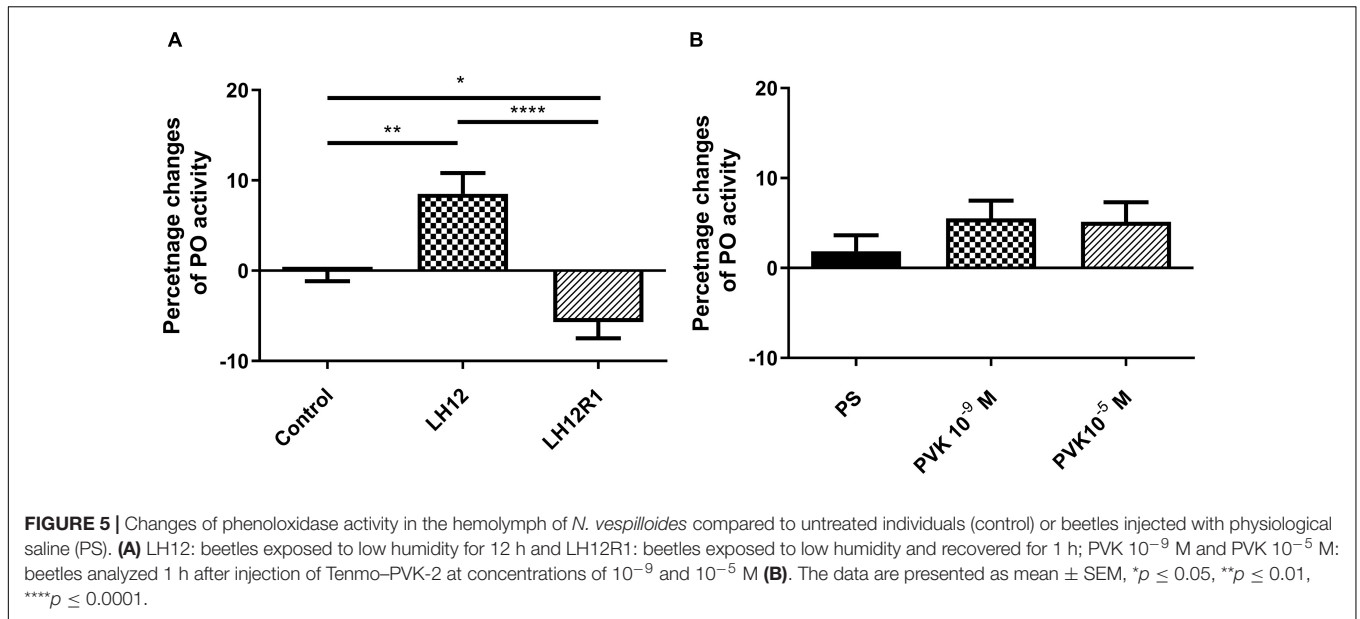 A
B
Percetnage changes
of PO activity
20
10
0
-10
*
**
****
Control
LH12
LH12R1
Percetnage changes
of PO activity
20
10
0
-10
PS
PVK 10⁻⁹ M
PVK10⁻⁵ M
FIGURE 5 | Changes of phenoloxidase activity in the hemolymph of N. vespilloides compared to untreated individuals (control) or beetles injected with physiological
saline (PS). (A) LH12: beetles exposed to low humidity for 12 h and LH12R1: beetles exposed to low humidity and recovered for 1 h; PVK 10⁻⁹ M and PVK 10⁻⁵ M:
beetles analyzed 1 h after injection of Tenmo–PVK-2 at concentrations of 10⁻⁹ and 10⁻⁵ M (B). The data are presented as mean ± SEM, *p ≤ 0.05, **p ≤ 0.01,
****p ≤ 0.0001.